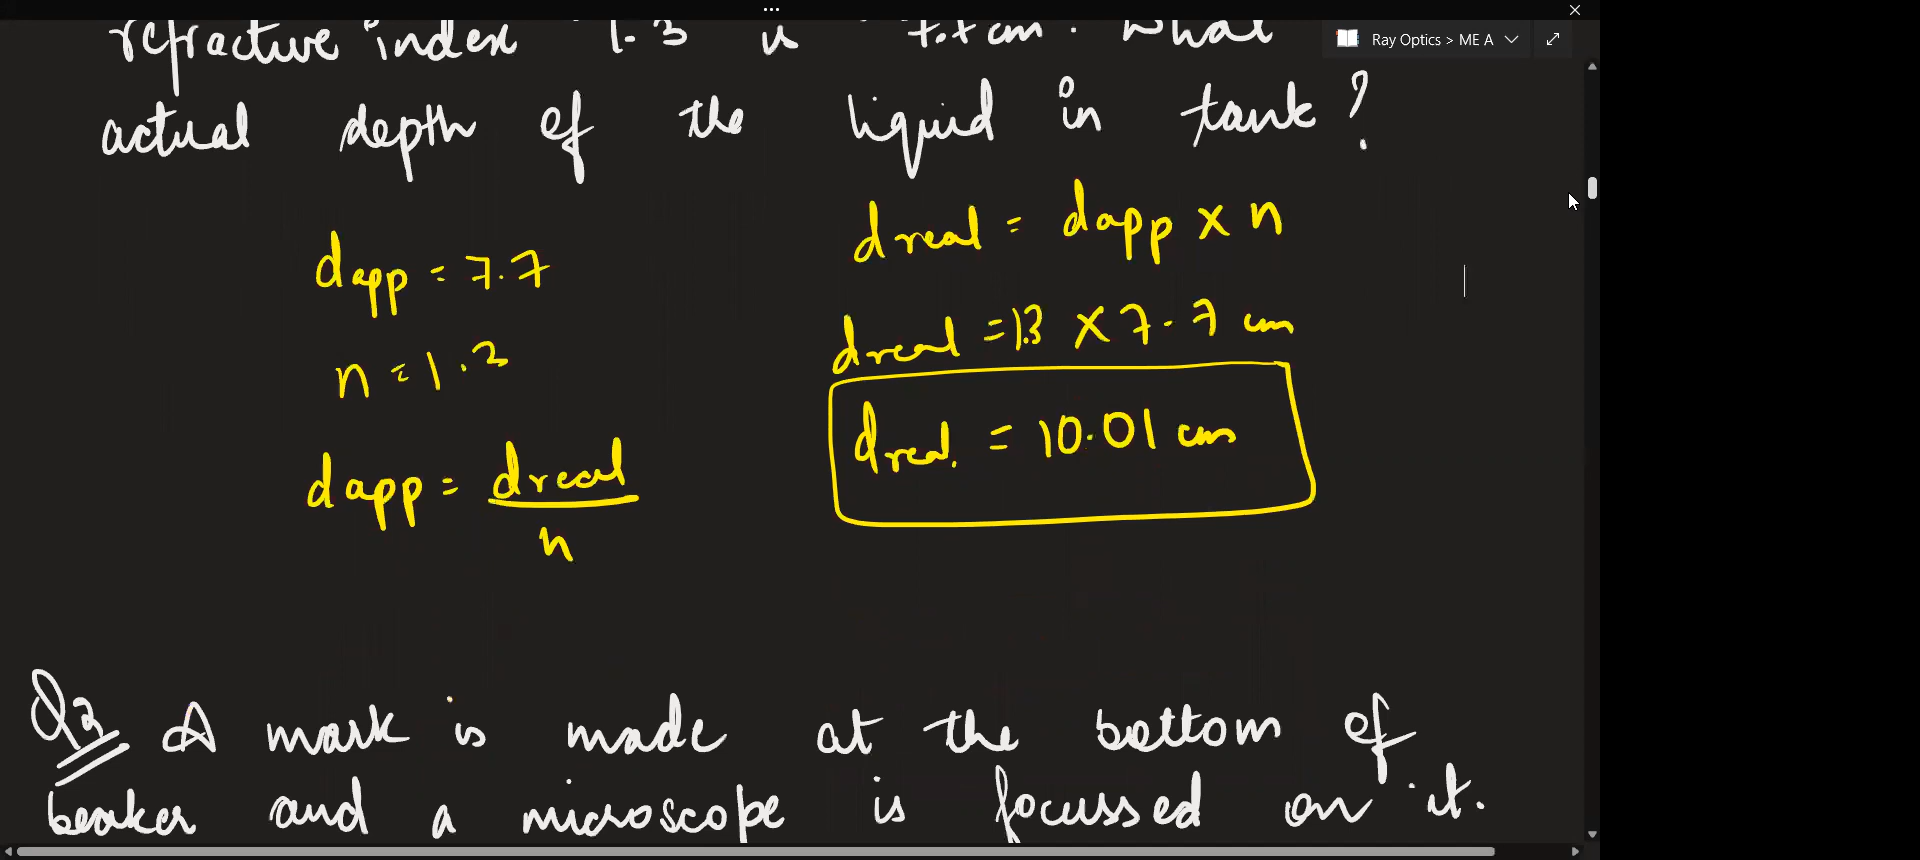 refractive index 1.3 is 7.7 cm. What
Ray Optics > ME A
actual depth of the liquid in tank?
dapp = 7.7
n = 1.3
dapp = dreal
n
dreal = dapp × n
dreal = 1.3 × 7.7 cm
dreal. = 10.01 cm
Q2 A mark is made at the bottom of
beaker and a microscope is focussed on it.